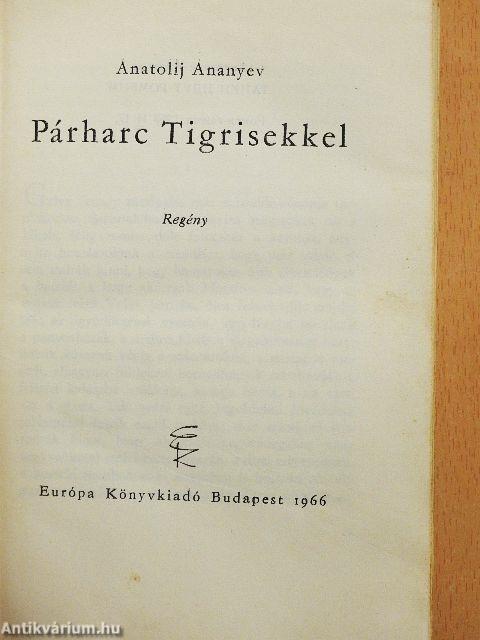 Anatolij Ananyev
Párharc Tigrisekkel
Regény
Európa Könyvkiadó Budapest 1966
Antikvárium.hu